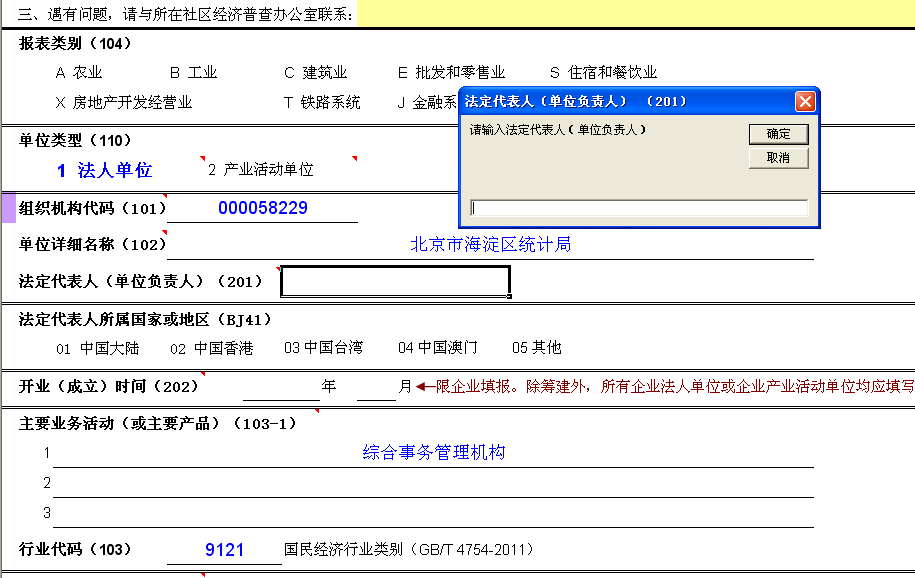 三、遇有问题，请与所在社区经济普查办公室联系：
报表类别（104）
A 农业 B 工业 C 建筑业 E 批发和零售业 S 住宿和餐饮业
X 房地产开发经营业 T 铁路系统 J 金融系
法定代表人（单位负责人）（201）
请输入法定代表人（单位负责人）
确定
取消
单位类型（110）
1 法人单位 2 产业活动单位
组织机构代码（101） 000058229
单位详细名称（102） 北京市海淀区统计局
法定代表人（单位负责人）（201）
法定代表人所属国家或地区（BJ41）
01 中国大陆 02 中国香港 03 中国台湾 04 中国澳门 05 其他
开业（成立）时间（202） 年 月 ←限企业填报。除筹建外，所有企业法人单位或企业产业活动单位均应填写
主要业务活动（或主要产品）（103-1）
1 综合事务管理机构
2
3
行业代码（103） 9121 国民经济行业类别（GB/T 4754-2011）